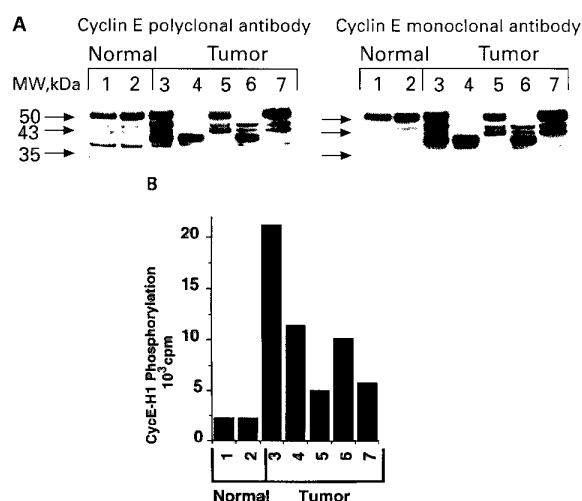 A Cyclin E polyclonal antibody Cyclin E monoclonal antibody
Normal Tumor Normal Tumor
MW,kDa 1 2 3 4 5 6 7 1 2 3 4 5 6 7
50
43
35
B
CycE-H1 Phosphorylation
10³cpm
20
15
10
5
0
1 2 3 4 5 6 7
Normal Tumor